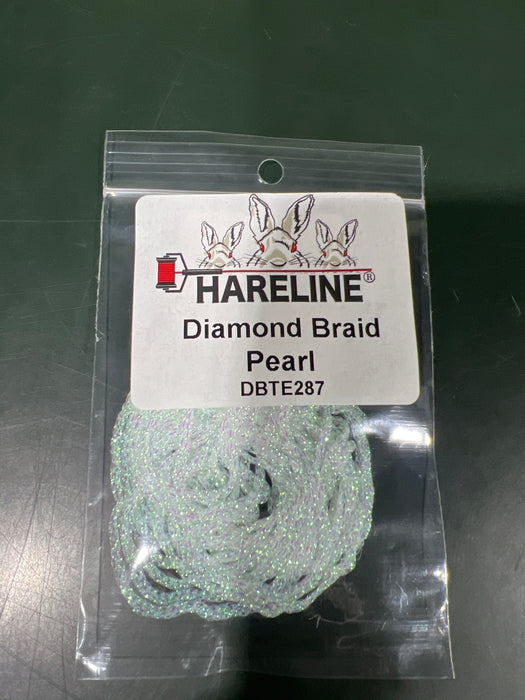 HARELINE®
Diamond Braid
Pearl
DBTE287